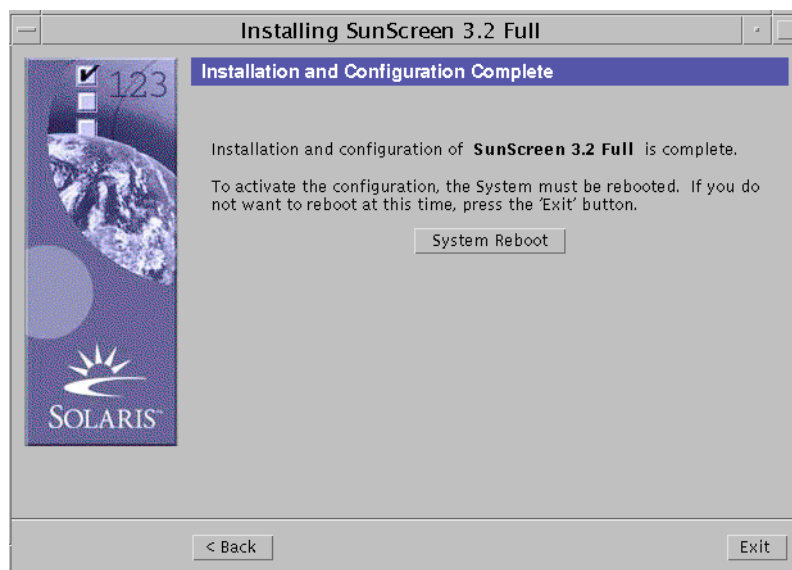 Installing SunScreen 3.2 Full
123
Installation and Configuration Complete
Installation and configuration of SunScreen 3.2 Full is complete.
To activate the configuration, the System must be rebooted. If you do
not want to reboot at this time, press the ‘Exit’ button.
System Reboot
SOLARIS™
< Back
Exit